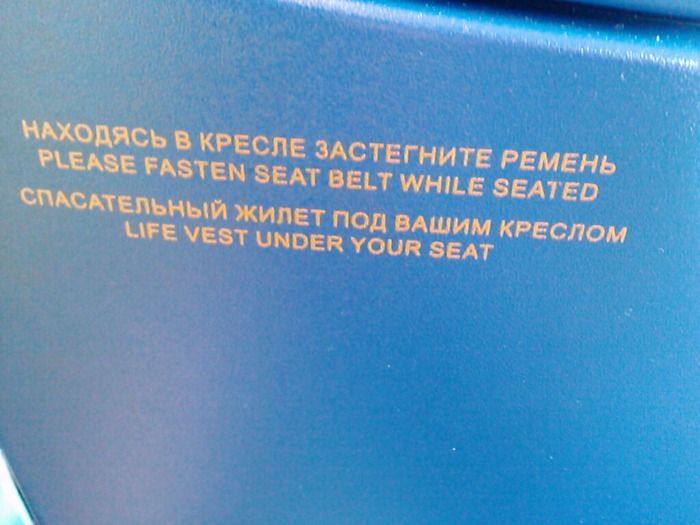 НАХОДЯСЬ В КРЕСЛЕ ЗАСТЕГНИТЕ РЕМЕНЬ
PLEASE FASTEN SEAT BELT WHILE SEATED
СПАСАТЕЛЬНЫЙ ЖИЛЕТ ПОД ВАШИМ КРЕСЛОМ
LIFE VEST UNDER YOUR SEAT